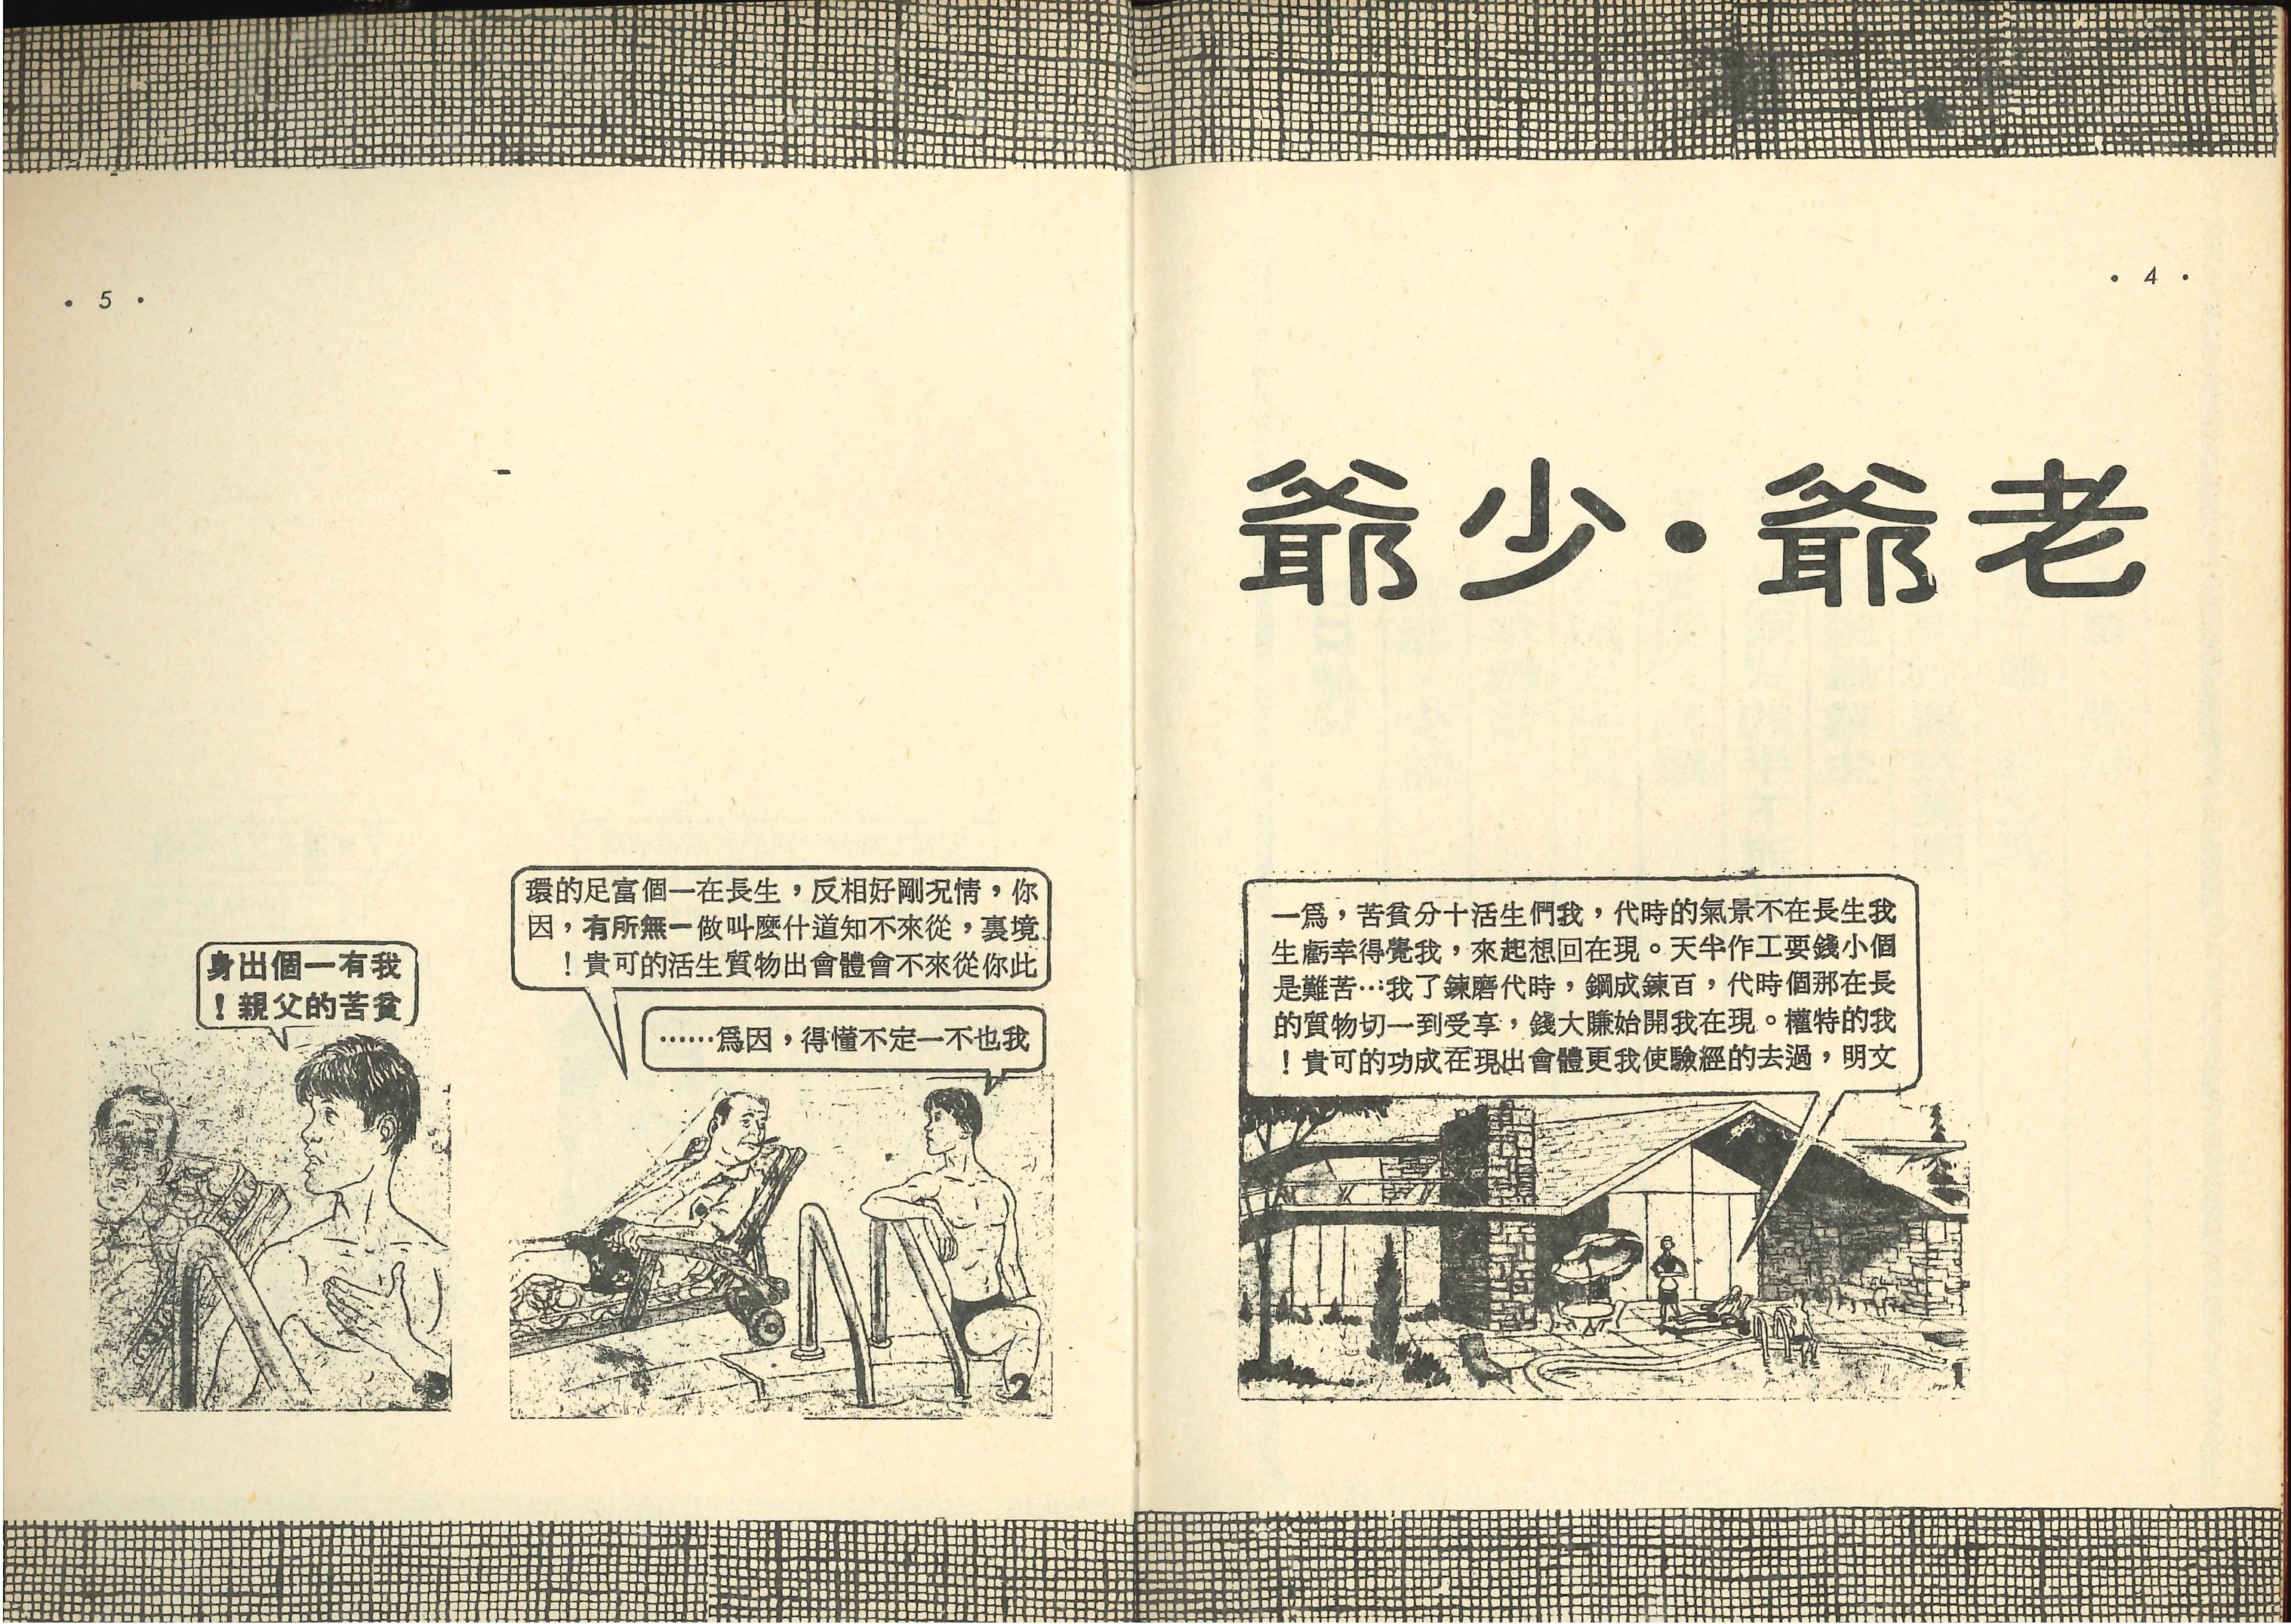 • 4 •
老爺・少爺
我生長在不景氣的時代，我們生活十分貧苦，爲一
個小錢要工作半天。現在回想起來，我覺得幸虧生
長在那個時代，百鍊成鋼，時代磨鍊了我…苦難是
我的特權。現在我開始賺大錢，享受到一切物質的
文明，過去的經驗使我更體會出現在成功的可貴！
1
• 5 •
你，情況剛好相反，生長在一個富足的環
境裏，從來不知道什麽叫做一無所有，因
此你從來不會體會出物質生活的可貴！
我也不一定不懂得，因爲……
2
我有一個出身
貧苦的父親！